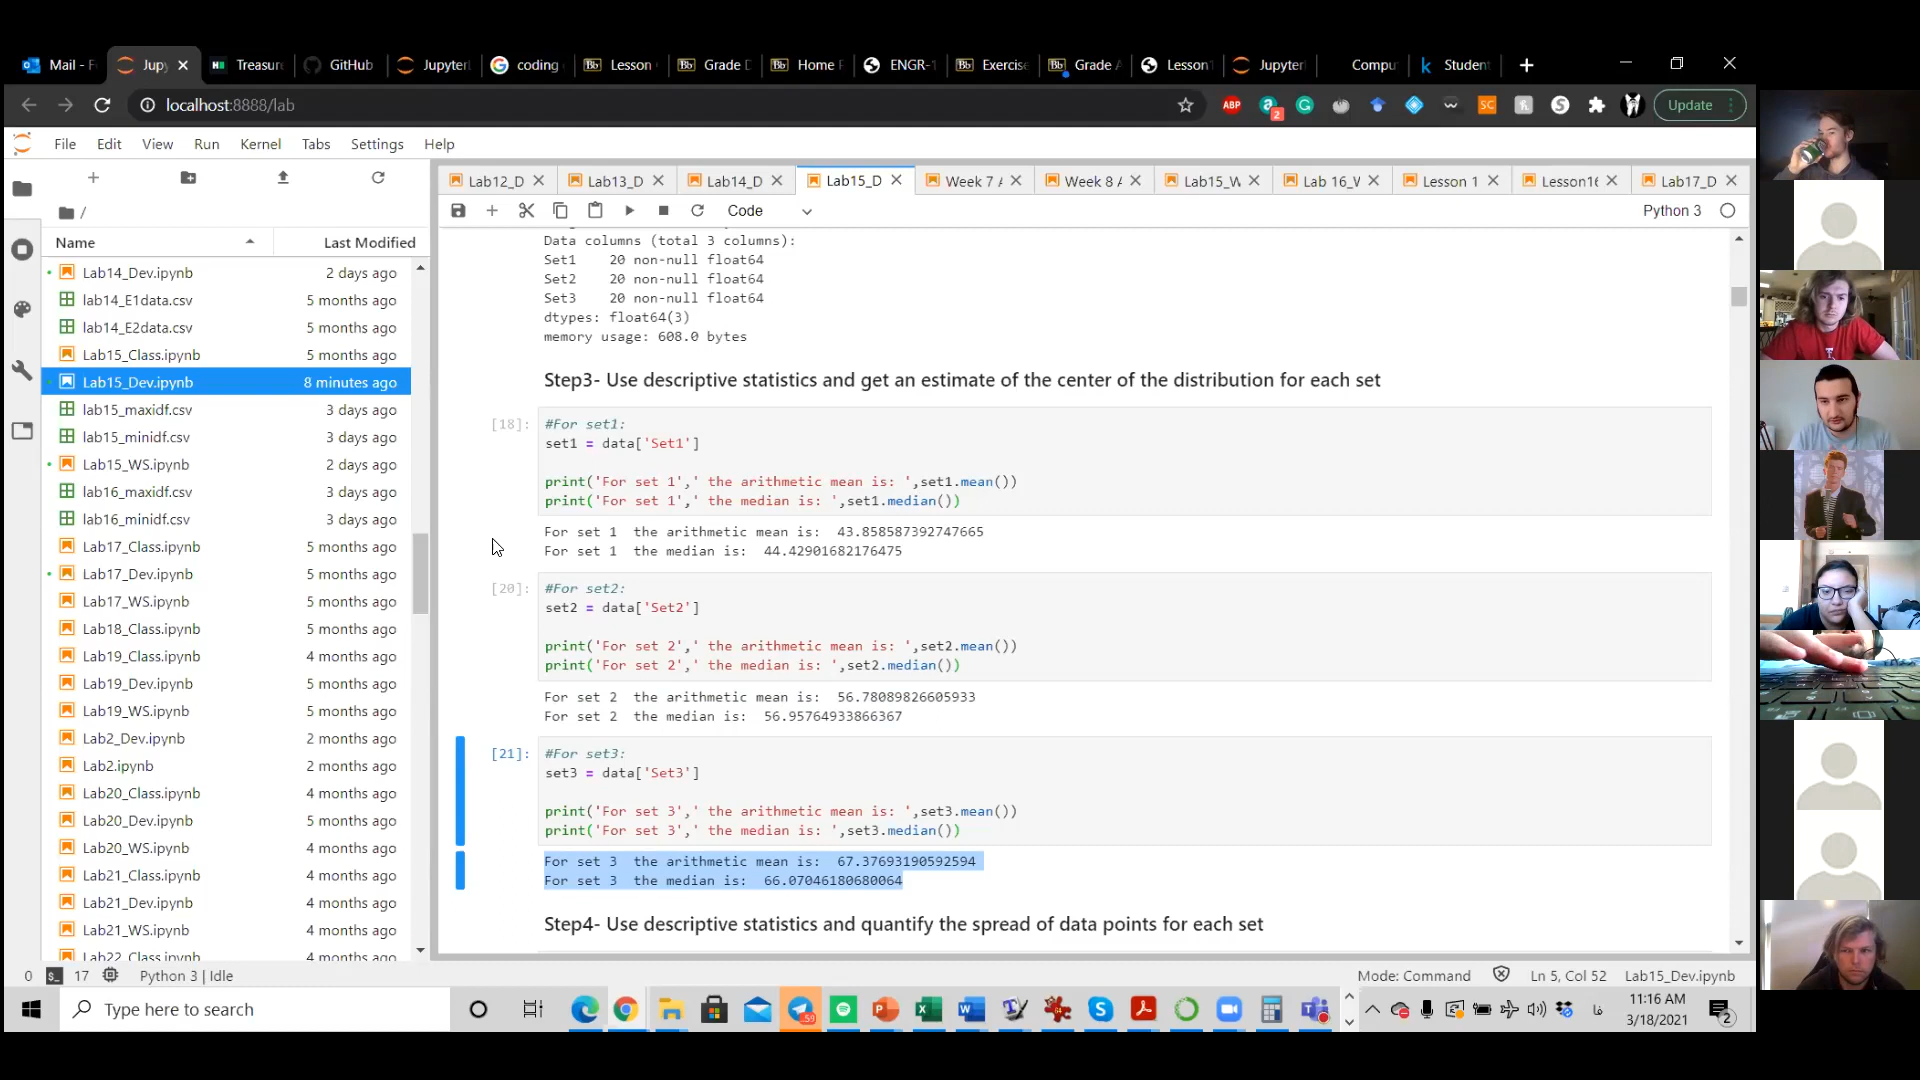 Mail - F
Jupy
Treasur
GitHub
Jupyter
coding
Lesson
Grade D
Home P
ENGR-1
Exercise
Grade A
Lesson
Jupyter
Compu
Student
localhost:8888/lab
ABP
2
SC
Update
File Edit View Run Kernel Tabs Settings Help
Lab12_D
Lab13_D
Lab14_D
Lab15_D
Week 7 A
Week 8 A
Lab15_W
Lab 16_W
Lesson 1
Lesson16
Lab17_D
Code
Python 3
/
Name Last Modified
Lab14_Dev.ipynb 2 days ago
lab14_E1data.csv 5 months ago
lab14_E2data.csv 5 months ago
Lab15_Class.ipynb 5 months ago
Lab15_Dev.ipynb 8 minutes ago
lab15_maxidf.csv 3 days ago
lab15_minidf.csv 3 days ago
Lab15_WS.ipynb 2 days ago
lab16_maxidf.csv 3 days ago
lab16_minidf.csv 3 days ago
Lab17_Class.ipynb 5 months ago
Lab17_Dev.ipynb 5 months ago
Lab17_WS.ipynb 5 months ago
Lab18_Class.ipynb 5 months ago
Lab19_Class.ipynb 4 months ago
Lab19_Dev.ipynb 5 months ago
Lab19_WS.ipynb 5 months ago
Lab2_Dev.ipynb 2 months ago
Lab2.ipynb 2 months ago
Lab20_Class.ipynb 4 months ago
Lab20_Dev.ipynb 5 months ago
Lab20_WS.ipynb 4 months ago
Lab21_Class.ipynb 4 months ago
Lab21_Dev.ipynb 4 months ago
Lab21_WS.ipynb 4 months ago
Lab22_Class.ipynb 4 months ago
Data columns (total 3 columns):
Set1 20 non-null float64
Set2 20 non-null float64
Set3 20 non-null float64
dtypes: float64(3)
memory usage: 608.0 bytes
Step3- Use descriptive statistics and get an estimate of the center of the distribution for each set
[18]: #For set1:
set1 = data['Set1']
print('For set 1',' the arithmetic mean is: ',set1.mean())
print('For set 1',' the median is: ',set1.median())
For set 1 the arithmetic mean is: 43.858587392747665
For set 1 the median is: 44.42901682176475
[20]: #For set2:
set2 = data['Set2']
print('For set 2',' the arithmetic mean is: ',set2.mean())
print('For set 2',' the median is: ',set2.median())
For set 2 the arithmetic mean is: 56.78089826605933
For set 2 the median is: 56.95764933866367
[21]: #For set3:
set3 = data['Set3']
print('For set 3',' the arithmetic mean is: ',set3.mean())
print('For set 3',' the median is: ',set3.median())
For set 3 the arithmetic mean is: 67.37693190592594
For set 3 the median is: 66.07046180680064
Step4- Use descriptive statistics and quantify the spread of data points for each set
0 17 Python 3 | Idle
Mode: Command Ln 5, Col 52 Lab15_Dev.ipynb
Type here to search
11:16 AM
3/18/2021
2